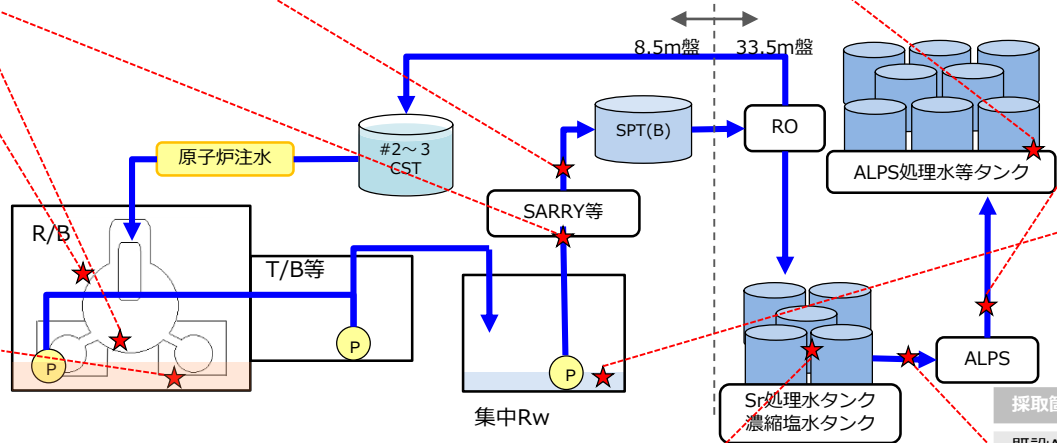 8.5m盤 33.5m盤
SPT(B)
RO
#2～3
CST
原子炉注水
ALPS処理水等タンク
SARRY等
R/B
T/B等
P
P
P
集中Rw
ALPS
Sr処理水タンク
濃縮塩水タンク
採取箇